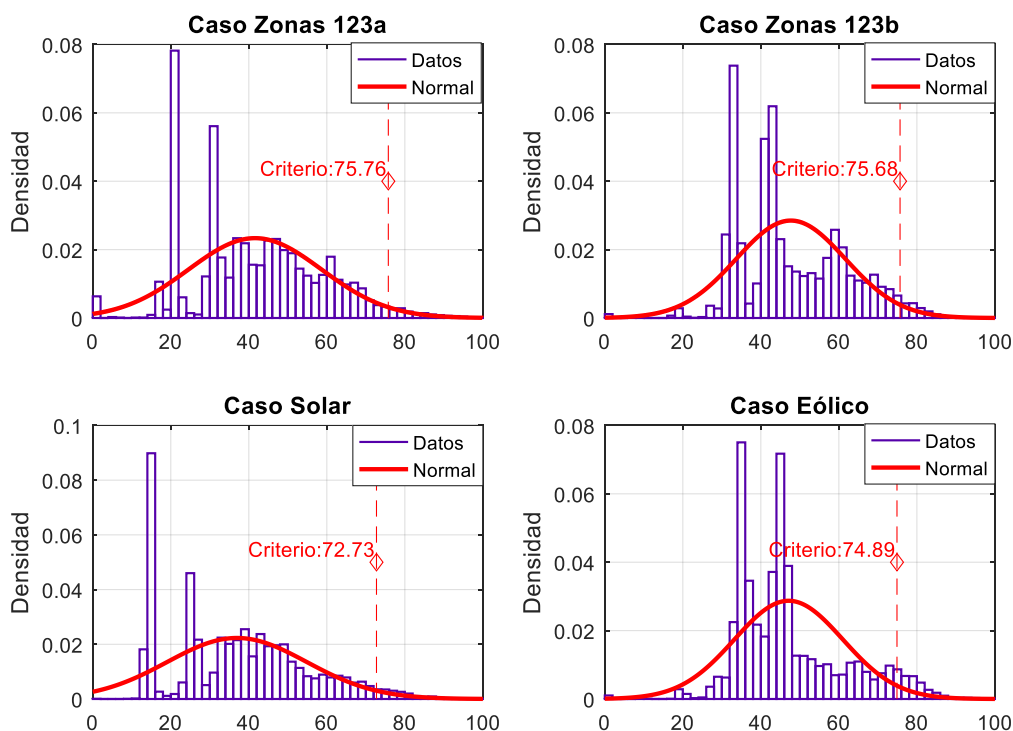 Caso Zonas 123a
Densidad
0.08
0.06
0.04
0.02
0
0 20 40 60 80 100
Datos
Normal
Criterio:75.76
Caso Zonas 123b
Densidad
0.08
0.06
0.04
0.02
0
0 20 40 60 80 100
Datos
Normal
Criterio:75.68
Caso Solar
Densidad
0.1
0.08
0.06
0.04
0.02
0
0 20 40 60 80 100
Datos
Normal
Criterio:72.73
Caso Eólico
Densidad
0.08
0.06
0.04
0.02
0
0 20 40 60 80 100
Datos
Normal
Criterio:74.89